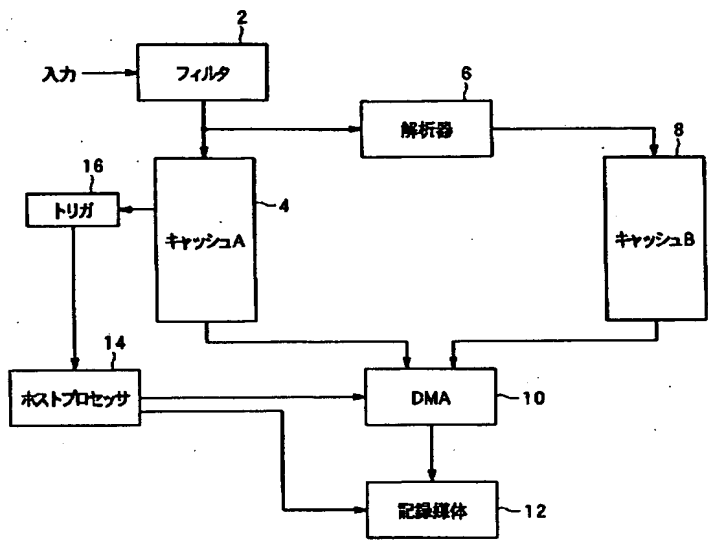 2
入力
フィルタ
6
解析器
8
16
トリガ
4
キャッシュA
キャッシュB
14
ホストプロセッサ
DMA
10
記録媒体
12